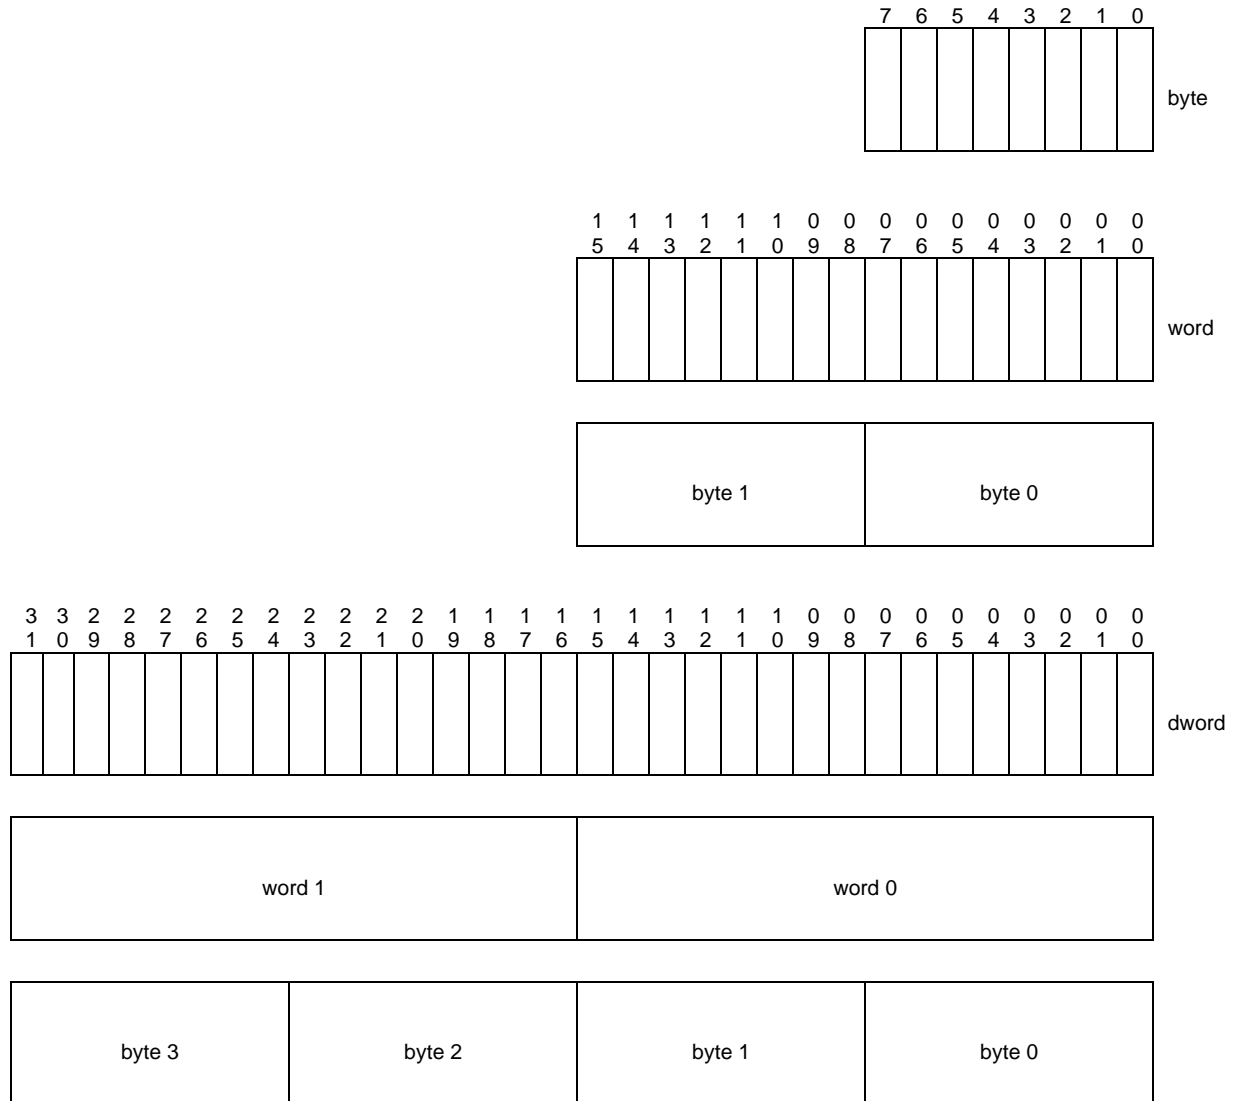 7 6 5 4 3 2 1 0
byte
1 1 1 1 1 1 0 0 0 0 0 0 0 0 0 0
5 4 3 2 1 0 9 8 7 6 5 4 3 2 1 0
word
byte 1 byte 0
3 3 2 2 2 2 2 2 2 2 2 2 1 1 1 1 1 1 1 1 1 1 0 0 0 0 0 0 0 0 0 0
1 0 9 8 7 6 5 4 3 2 1 0 9 8 7 6 5 4 3 2 1 0 9 8 7 6 5 4 3 2 1 0
dword
word 1 word 0
byte 3 byte 2 byte 1 byte 0